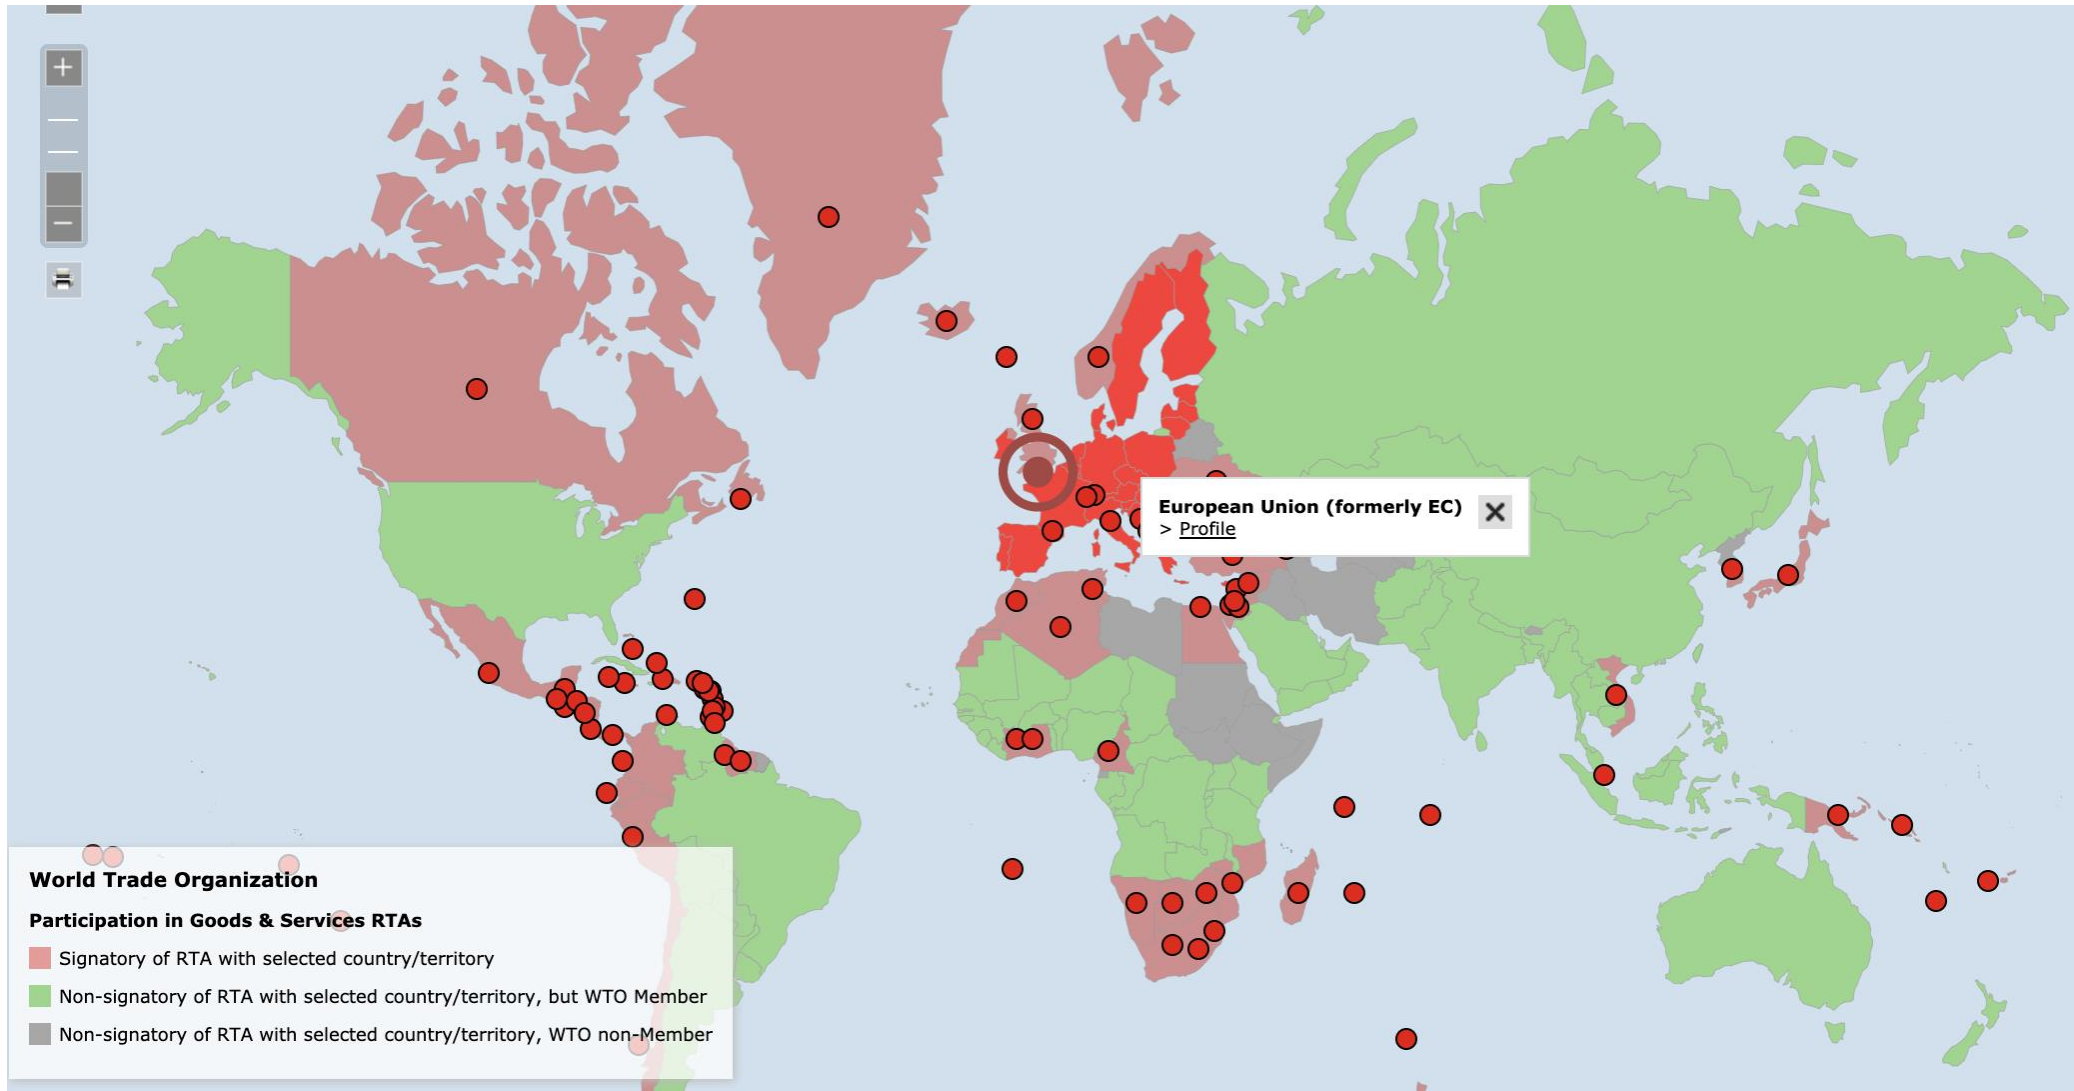 European Union (formerly EC)
> Profile
World Trade Organization
Participation in Goods & Services RTAs
Signatory of RTA with selected country/territory
Non-signatory of RTA with selected country/territory, but WTO Member
Non-signatory of RTA with selected country/territory, WTO non-Member